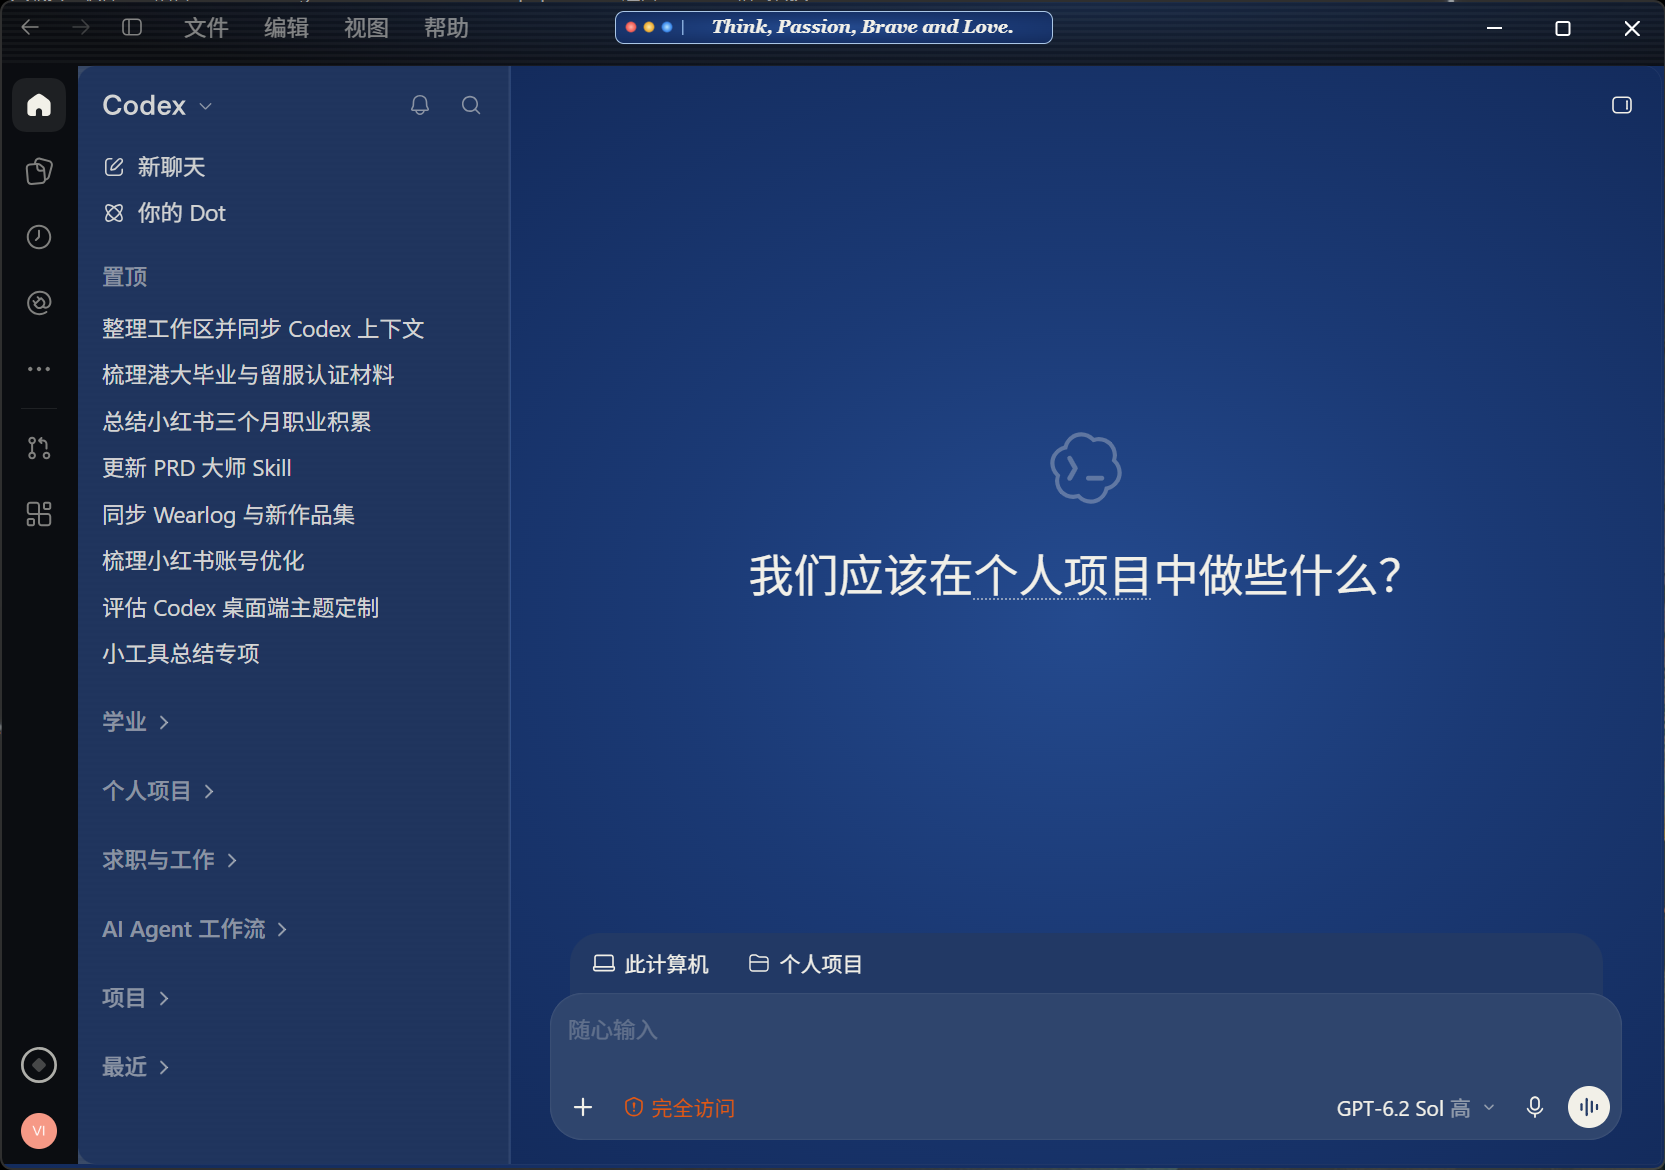 文件 编辑 视图 帮助
Think, Passion, Brave and Love.
Codex
新聊天
你的 Dot
置顶
整理工作区并同步 Codex 上下文
梳理港大毕业与留服认证材料
总结小红书三个月职业积累
更新 PRD 大师 Skill
同步 Wearlog 与新作品集
梳理小红书账号优化
评估 Codex 桌面端主题定制
小工具总结专项
学业
个人项目
求职与工作
AI Agent 工作流
项目
最近
VI
我们应该在个人项目中做些什么？
此计算机 个人项目
随心输入
完全访问
GPT-6.2 Sol 高